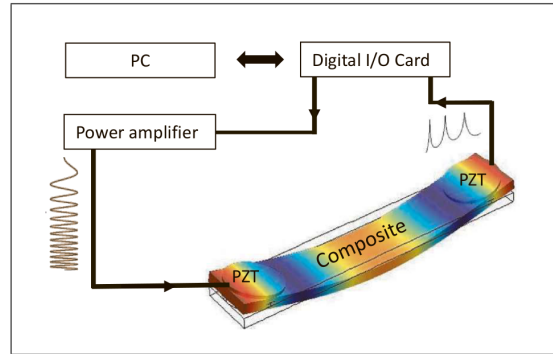 PC
Digital I/O Card
Power amplifier
PZT
Composite
PZT